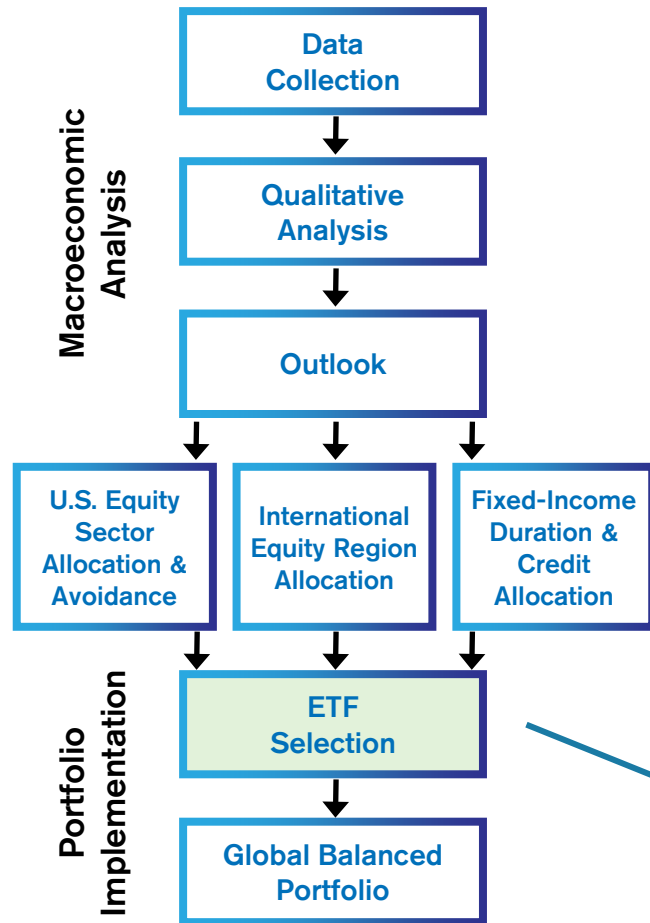 Data
Collection
Macroeconomic
Analysis
Qualitative
Analysis
Outlook
U.S. Equity
Sector
Allocation &
Avoidance
International
Equity Region
Allocation
Fixed-Income
Duration &
Credit
Allocation
Portfolio
Implementation
ETF
Selection
Global Balanced
Portfolio